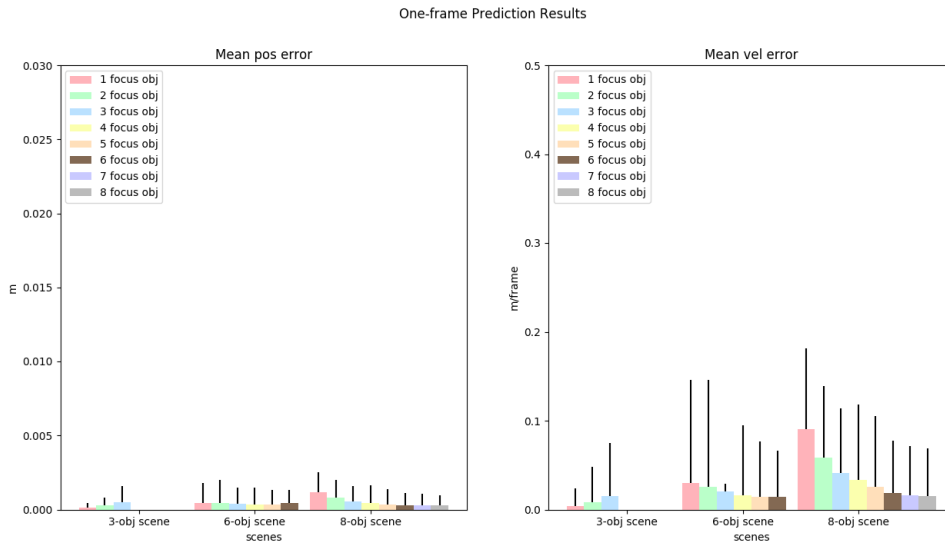 One-frame Prediction Results
Mean pos error
0.030
0.025
0.020
0.015
0.010
0.005
0.000
m
1 focus obj
2 focus obj
3 focus obj
4 focus obj
5 focus obj
6 focus obj
7 focus obj
8 focus obj
3-obj scene
6-obj scene
8-obj scene
scenes
Mean vel error
0.5
0.4
0.3
0.2
0.1
0.0
m/frame
1 focus obj
2 focus obj
3 focus obj
4 focus obj
5 focus obj
6 focus obj
7 focus obj
8 focus obj
3-obj scene
6-obj scene
8-obj scene
scenes